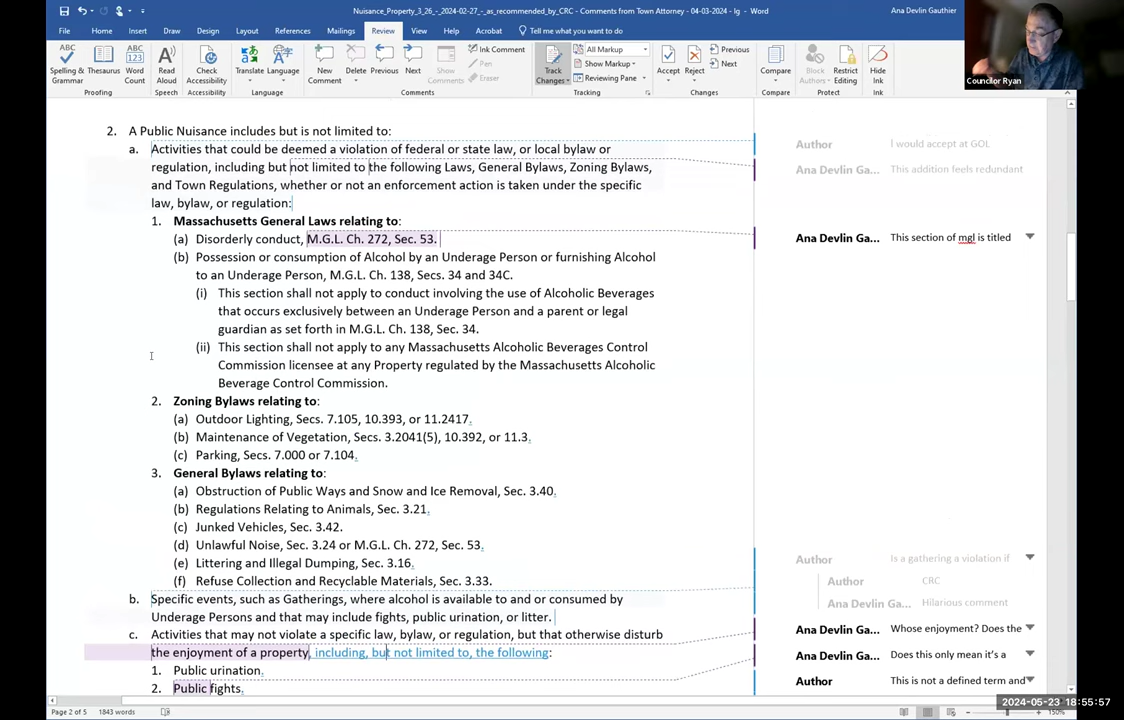 Nuisance_Property_3_26_-_2024-02-27_-_as_recommended_by_CRC - Comments from Town Attorney - 04-03-2024 - lg - Word
Ana Devlin Gauthier
File Home Insert Draw Design Layout References Mailings Review View Help Acrobat Tell me what you want to do
ABC Spelling & Grammar
Thesaurus
ABC 123 Word Count
Read Aloud
Check Accessibility
Translate
Language
New Comment
Delete
Previous
Next
Show Comments
Ink Comment
Pen
Eraser
Track Changes
All Markup
Show Markup
Reviewing Pane
Accept
Reject
Previous
Next
Compare
Block Authors
Restrict Editing
Hide Ink
Proofing Speech Accessibility Language Comments Tracking Changes Compare Protect Ink
Councilor Ryan
2. A Public Nuisance includes but is not limited to:
a. Activities that could be deemed a violation of federal or state law, or local bylaw or
regulation, including but not limited to the following Laws, General Bylaws, Zoning Bylaws,
and Town Regulations, whether or not an enforcement action is taken under the specific
law, bylaw, or regulation:
1. Massachusetts General Laws relating to:
(a) Disorderly conduct, M.G.L. Ch. 272, Sec. 53.
(b) Possession or consumption of Alcohol by an Underage Person or furnishing Alcohol
to an Underage Person, M.G.L. Ch. 138, Secs. 34 and 34C.
(i) This section shall not apply to conduct involving the use of Alcoholic Beverages
that occurs exclusively between an Underage Person and a parent or legal
guardian as set forth in M.G.L. Ch. 138, Sec. 34.
(ii) This section shall not apply to any Massachusetts Alcoholic Beverages Control
Commission licensee at any Property regulated by the Massachusetts Alcoholic
Beverage Control Commission.
2. Zoning Bylaws relating to:
(a) Outdoor Lighting, Secs. 7.105, 10.393, or 11.2417.
(b) Maintenance of Vegetation, Secs. 3.2041(5), 10.392, or 11.3.
(c) Parking, Secs. 7.000 or 7.104.
3. General Bylaws relating to:
(a) Obstruction of Public Ways and Snow and Ice Removal, Sec. 3.40.
(b) Regulations Relating to Animals, Sec. 3.21.
(c) Junked Vehicles, Sec. 3.42.
(d) Unlawful Noise, Sec. 3.24 or M.G.L. Ch. 272, Sec. 53.
(e) Littering and Illegal Dumping, Sec. 3.16.
(f) Refuse Collection and Recyclable Materials, Sec. 3.33.
b. Specific events, such as Gatherings, where alcohol is available to and or consumed by
Underage Persons and that may include fights, public urination, or litter.
c. Activities that may not violate a specific law, bylaw, or regulation, but that otherwise disturb
the enjoyment of a property, including, but not limited to, the following:
1. Public urination.
2. Public fights.
Author I would accept at GOL
Ana Devlin Ga... This addition feels redundant
Ana Devlin Ga... This section of mgl is titled
Author Is a gathering a violation if
Author CRC
Ana Devlin Ga... Hilarious comment
Ana Devlin Ga... Whose enjoyment? Does the
Ana Devlin Ga... Does this only mean it's a
Author This is not a defined term and
Page 2 of 5 1843 words
2024-05-23 18:55:57
150%